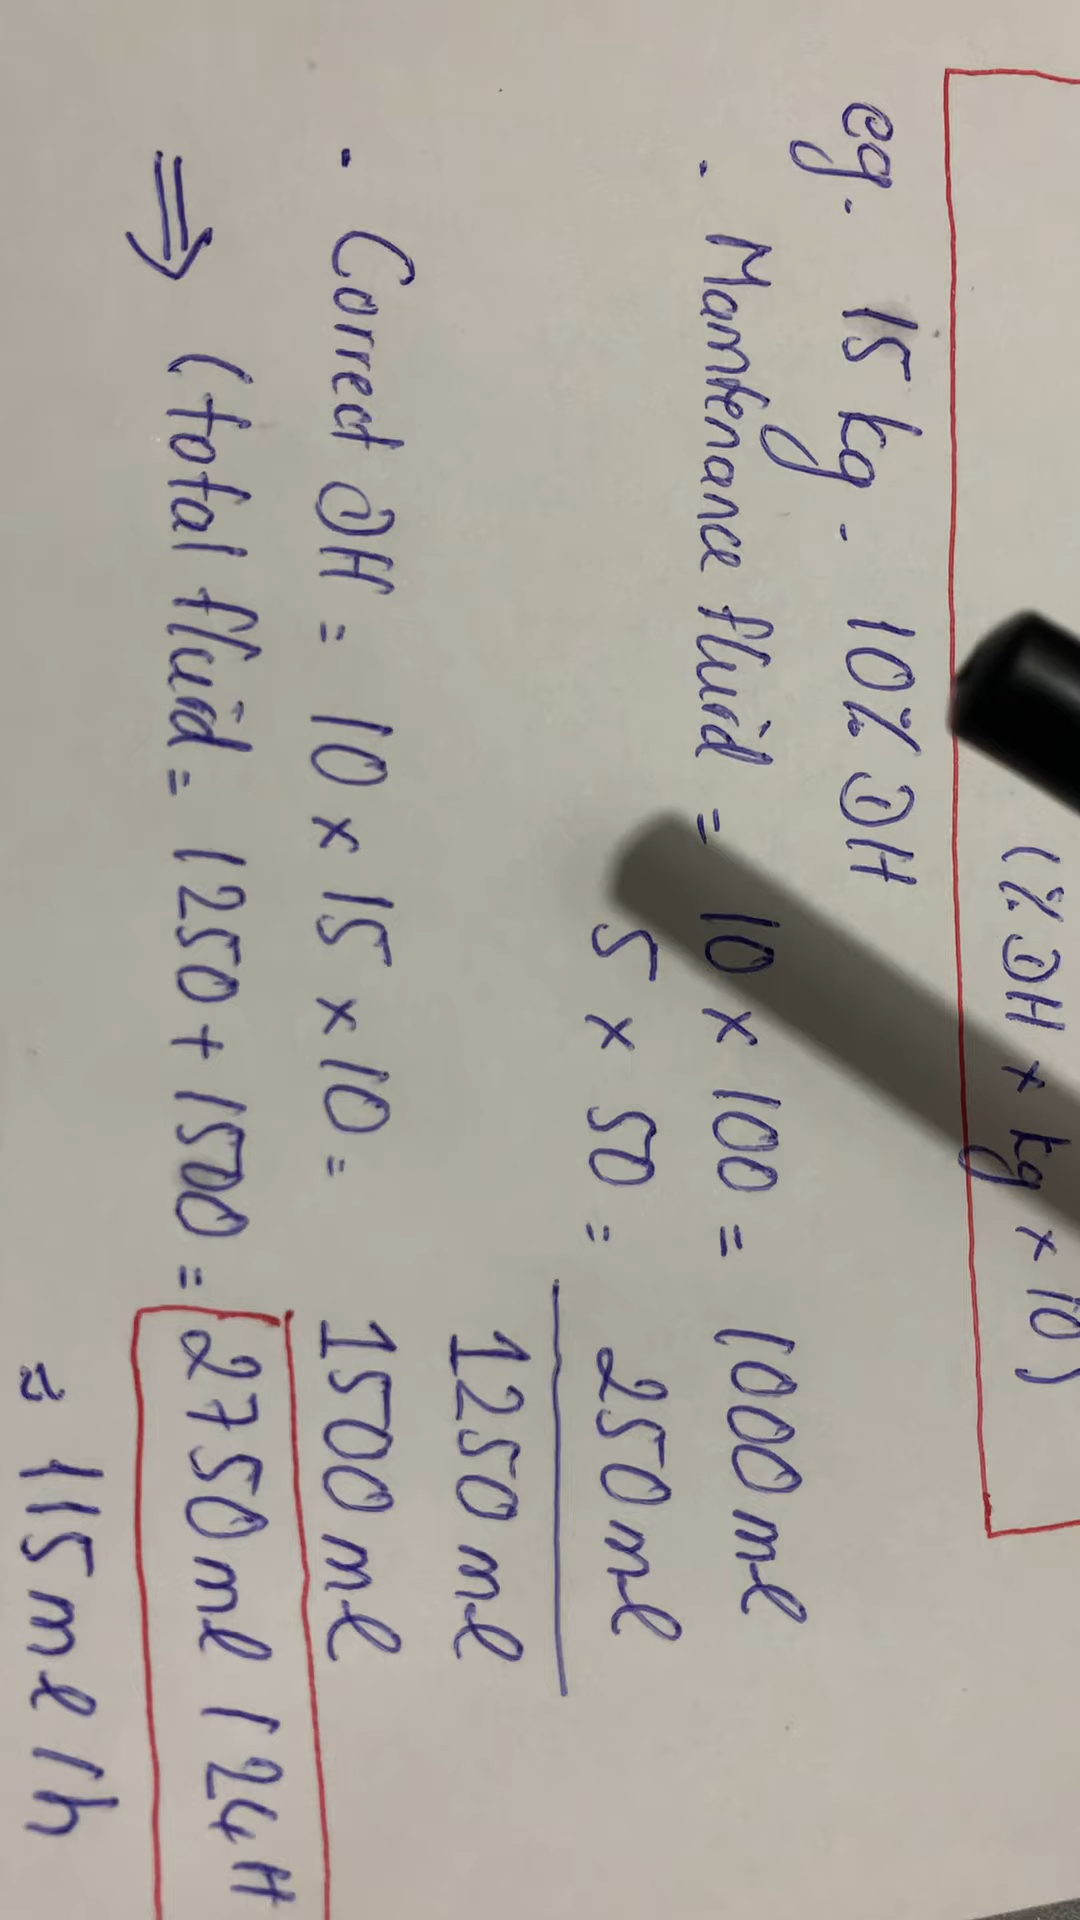 (% DH × kg × 10)
eg. 15 kg - 10% DH
• Maintenance fluid = 10 × 100 = 1000 ml
5 × 50 = 250 ml
1250 ml
• Correct DH = 10 × 15 × 10 = 1500 ml
⇒ (total fluid = 1250 + 1500 = 2750 ml / 24H
≈ 115 ml / h